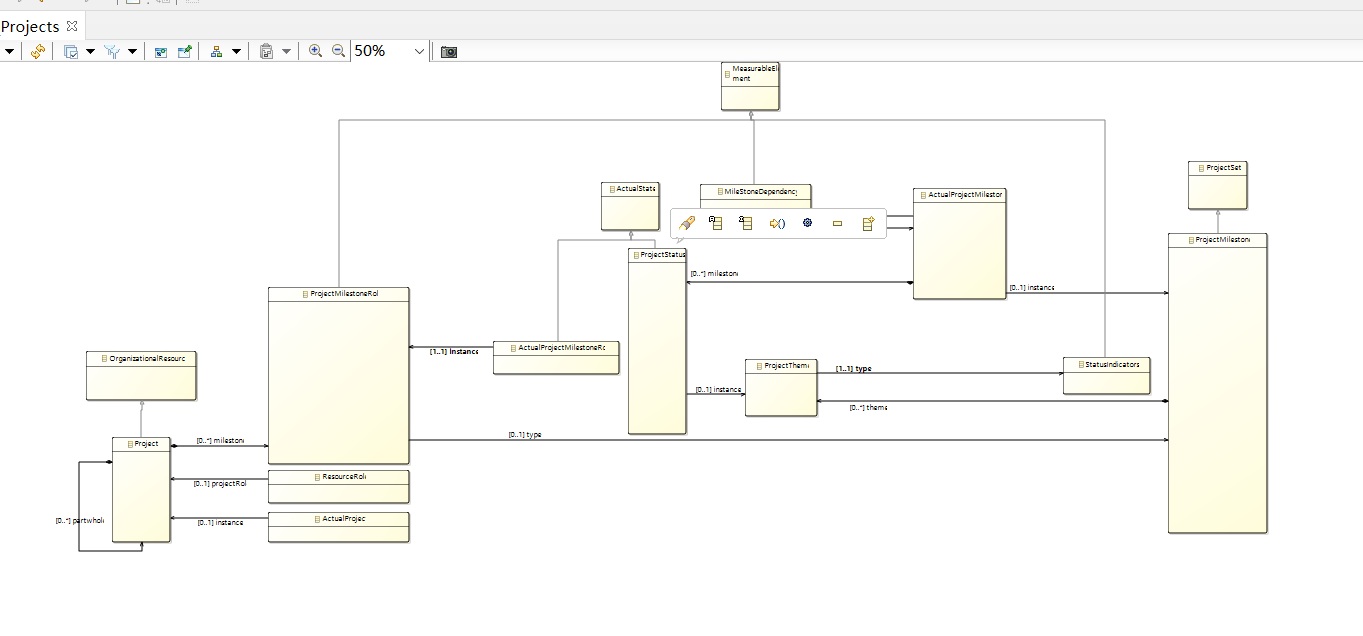 Projects
50%
MeasurableEl
ment
ProjectSet
ActualState
MileStoneDependency
ActualProjectMileston
ProjectMilestone
ProjectStatus
[0..*] milestone
[0..1] instance
ProjectMilestoneRol
ActualProjectMilestoneRo
[1..1] instance
OrganizationalResourc
ProjectTheme
[1..1] type
StatusIndicators
[0..1] instance
[0..*] theme
[0..1] type
Project
[0..*] milestone
ResourceRole
[0..1] projectRol
ActualProjec
[0..1] instance
[0..*] partwhole